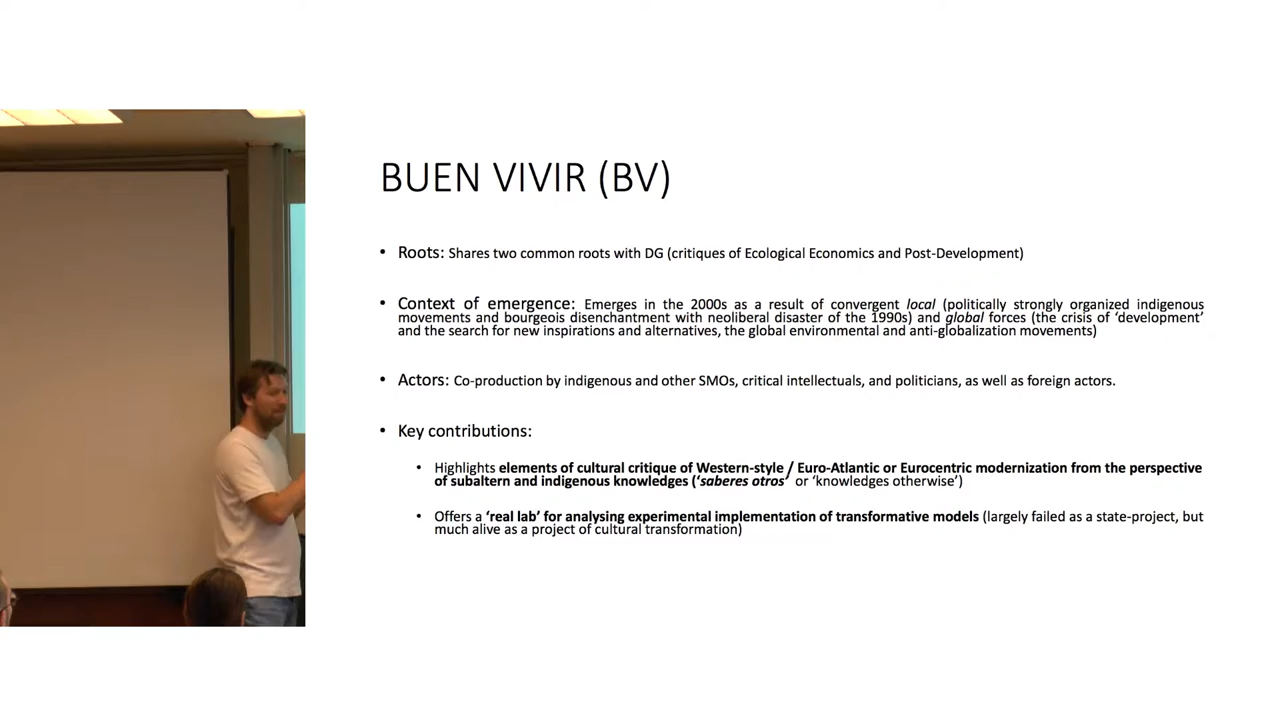 BUEN VIVIR (BV)
• Roots: Shares two common roots with DG (critiques of Ecological Economics and Post-Development)
• Context of emergence: Emerges in the 2000s as a result of convergent local (politically strongly organized indigenous
movements and bourgeois disenchantment with neoliberal disaster of the 1990s) and global forces (the crisis of ‘development’
and the search for new inspirations and alternatives, the global environmental and anti-globalization movements)
• Actors: Co-production by indigenous and other SMOs, critical intellectuals, and politicians, as well as foreign actors.
• Key contributions:
• Highlights elements of cultural critique of Western-style / Euro-Atlantic or Eurocentric modernization from the perspective
of subaltern and indigenous knowledges (‘saberes otros’ or ‘knowledges otherwise’)
• Offers a ‘real lab’ for analysing experimental implementation of transformative models (largely failed as a state-project, but
much alive as a project of cultural transformation)